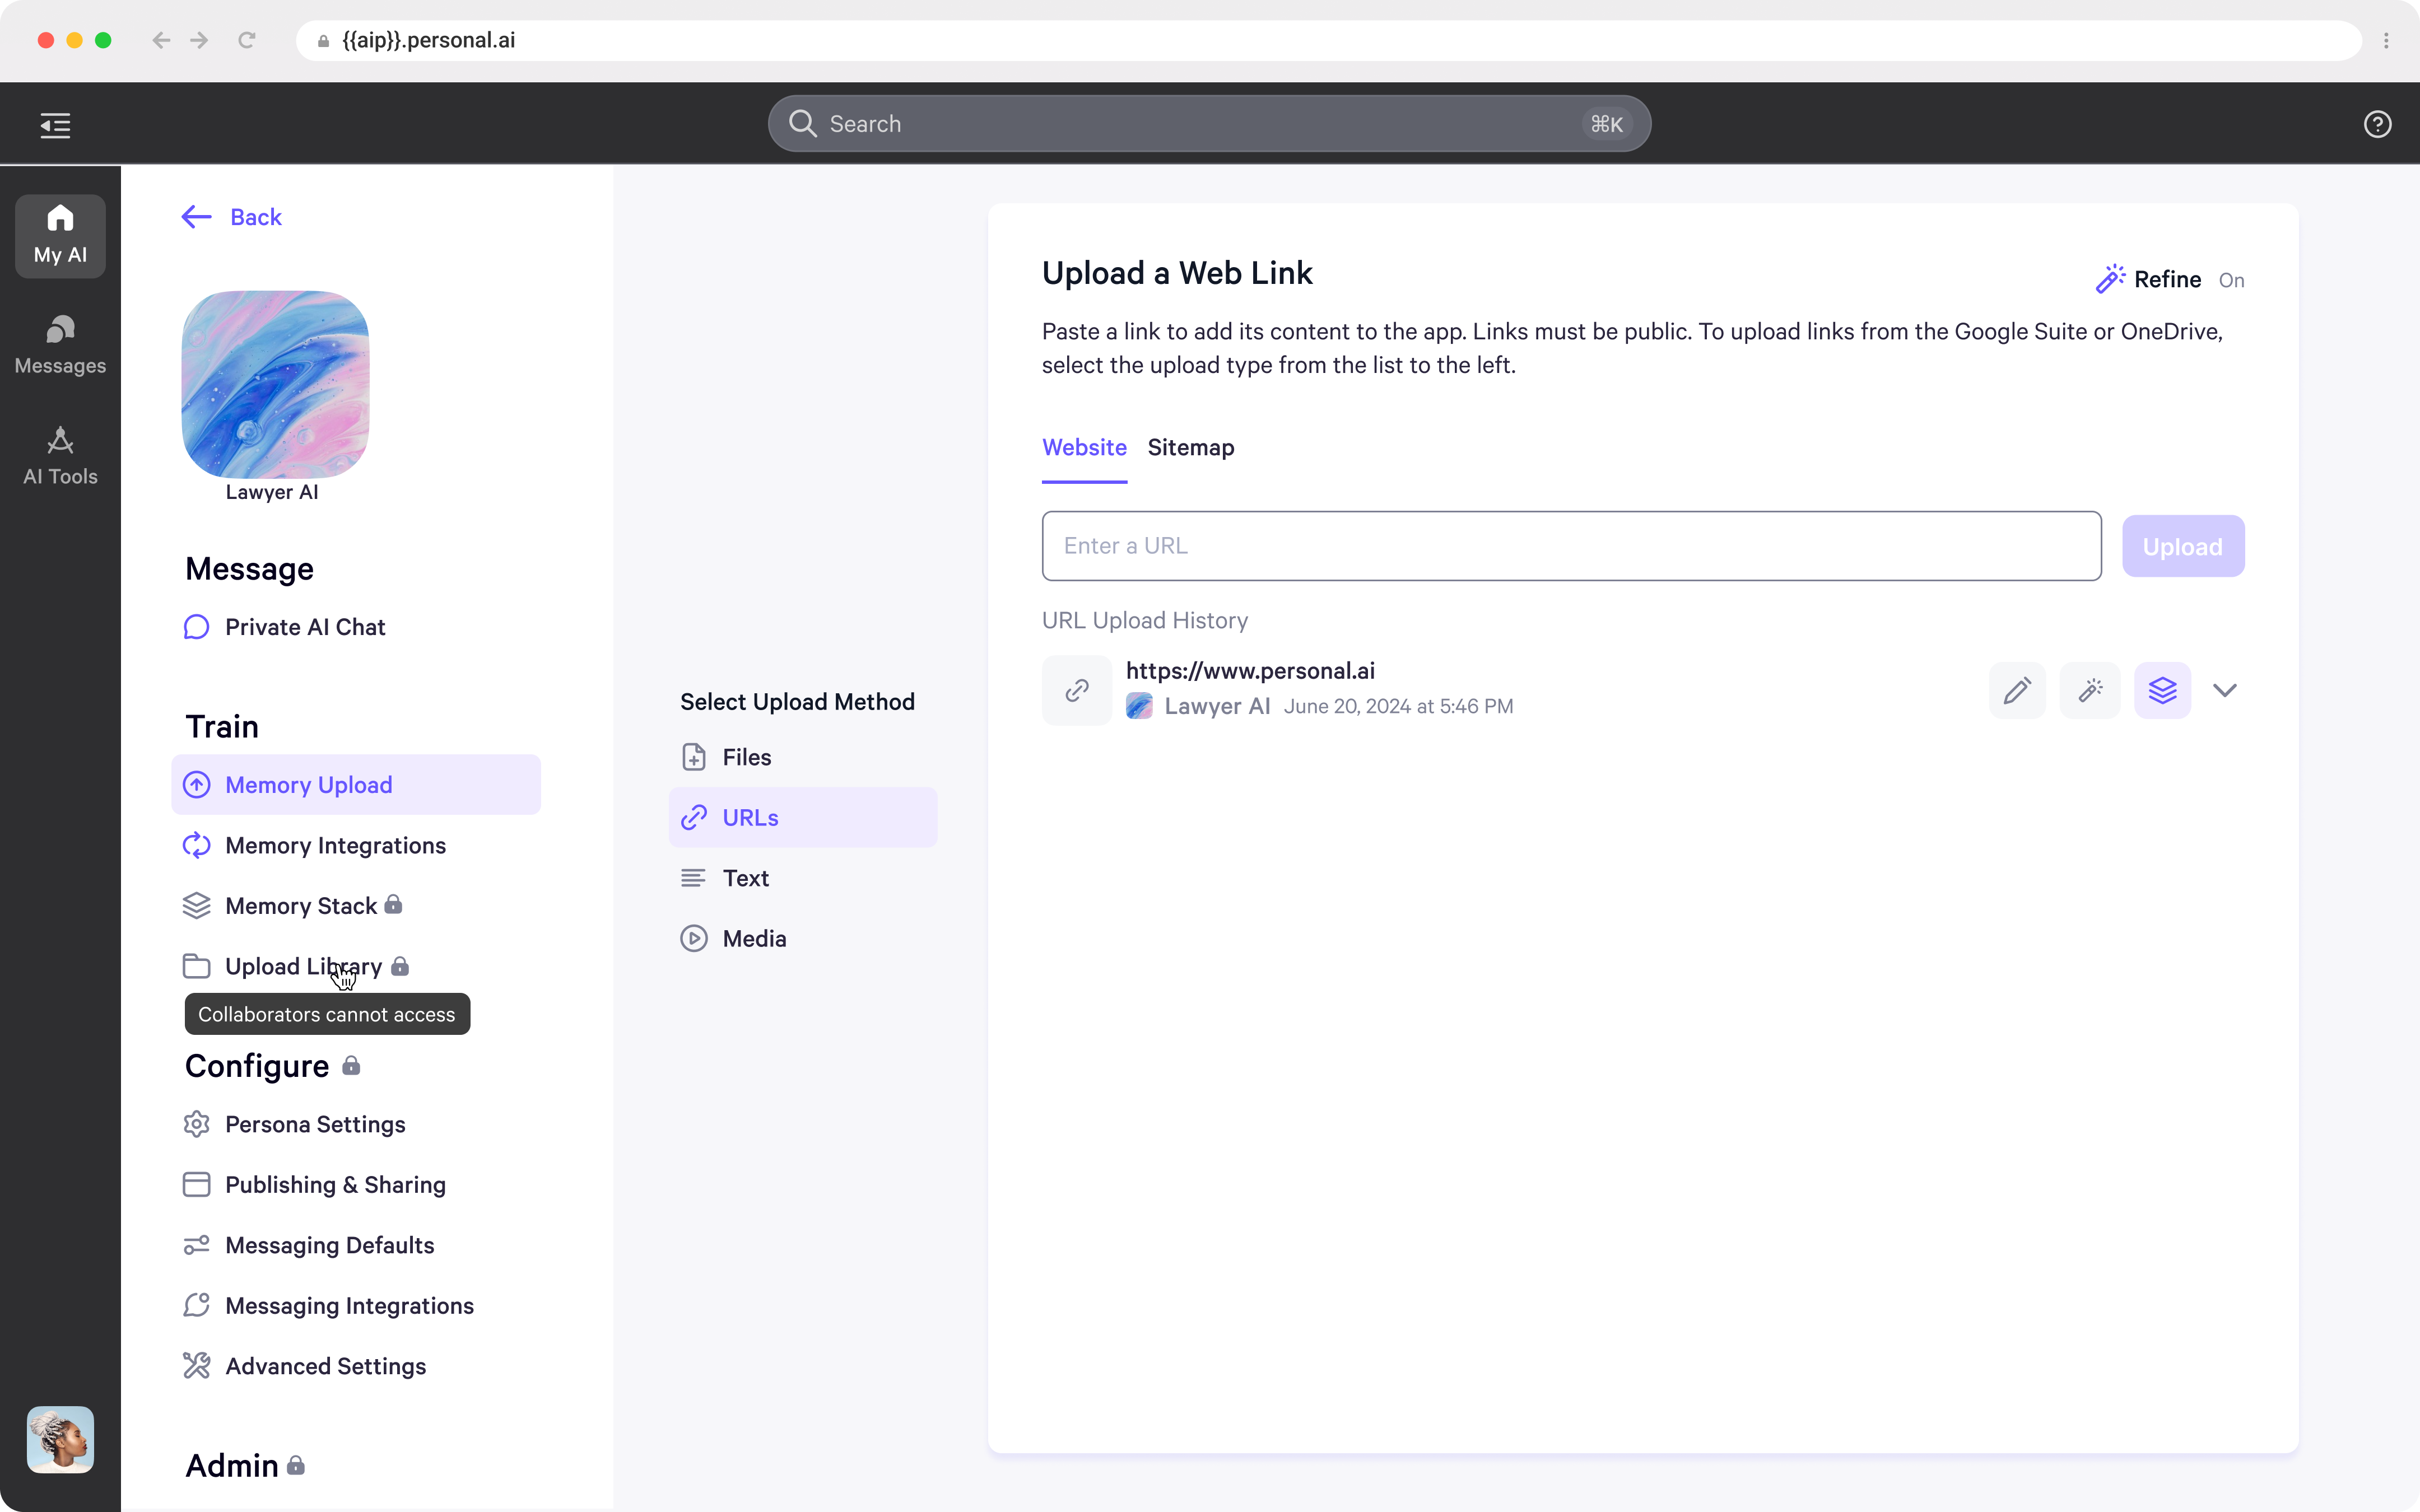 {{aip}}.personal.ai
Search
⌘K
My AI
Messages
AI Tools
Back
Lawyer AI
Message
Private AI Chat
Train
Memory Upload
Memory Integrations
Memory Stack
Upload Library
Collaborators cannot access
Configure
Persona Settings
Publishing & Sharing
Messaging Defaults
Messaging Integrations
Advanced Settings
Admin
Select Upload Method
Files
URLs
Text
Media
Upload a Web Link
Refine On
Paste a link to add its content to the app. Links must be public. To upload links from the Google Suite or OneDrive,
select the upload type from the list to the left.
Website Sitemap
Enter a URL
Upload
URL Upload History
https://www.personal.ai
Lawyer AI June 20, 2024 at 5:46 PM